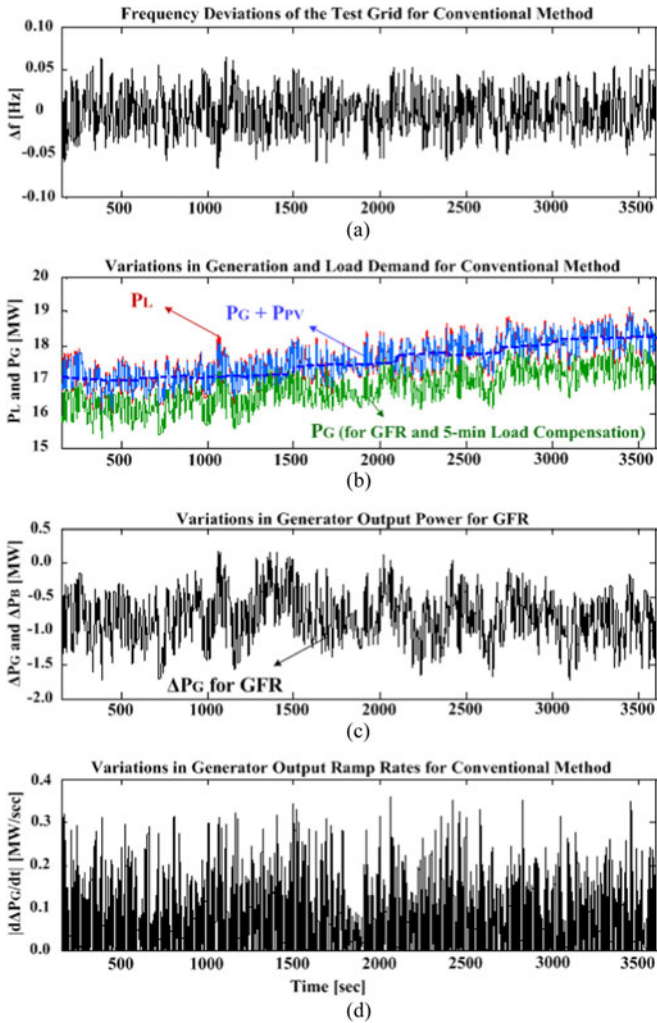 Frequency Deviations of the Test Grid for Conventional Method
0.10
0.05
0
-0.05
-0.10
Δf [Hz]
500 1000 1500 2000 2500 3000 3500
(a)
Variations in Generation and Load Demand for Conventional Method
20
19
18
17
16
15
PL and PG [MW]
PL
PG + PPV
PG (for GFR and 5-min Load Compensation)
500 1000 1500 2000 2500 3000 3500
(b)
Variations in Generator Output Power for GFR
0.5
0.0
-0.5
-1.0
-1.5
-2.0
ΔPG and ΔPB [MW]
ΔPG for GFR
500 1000 1500 2000 2500 3000 3500
(c)
Variations in Generator Output Ramp Rates for Conventional Method
0.4
0.3
0.2
0.1
0.0
|dΔPG/dt| [MW/sec]
500 1000 1500 2000 2500 3000 3500
Time [sec]
(d)